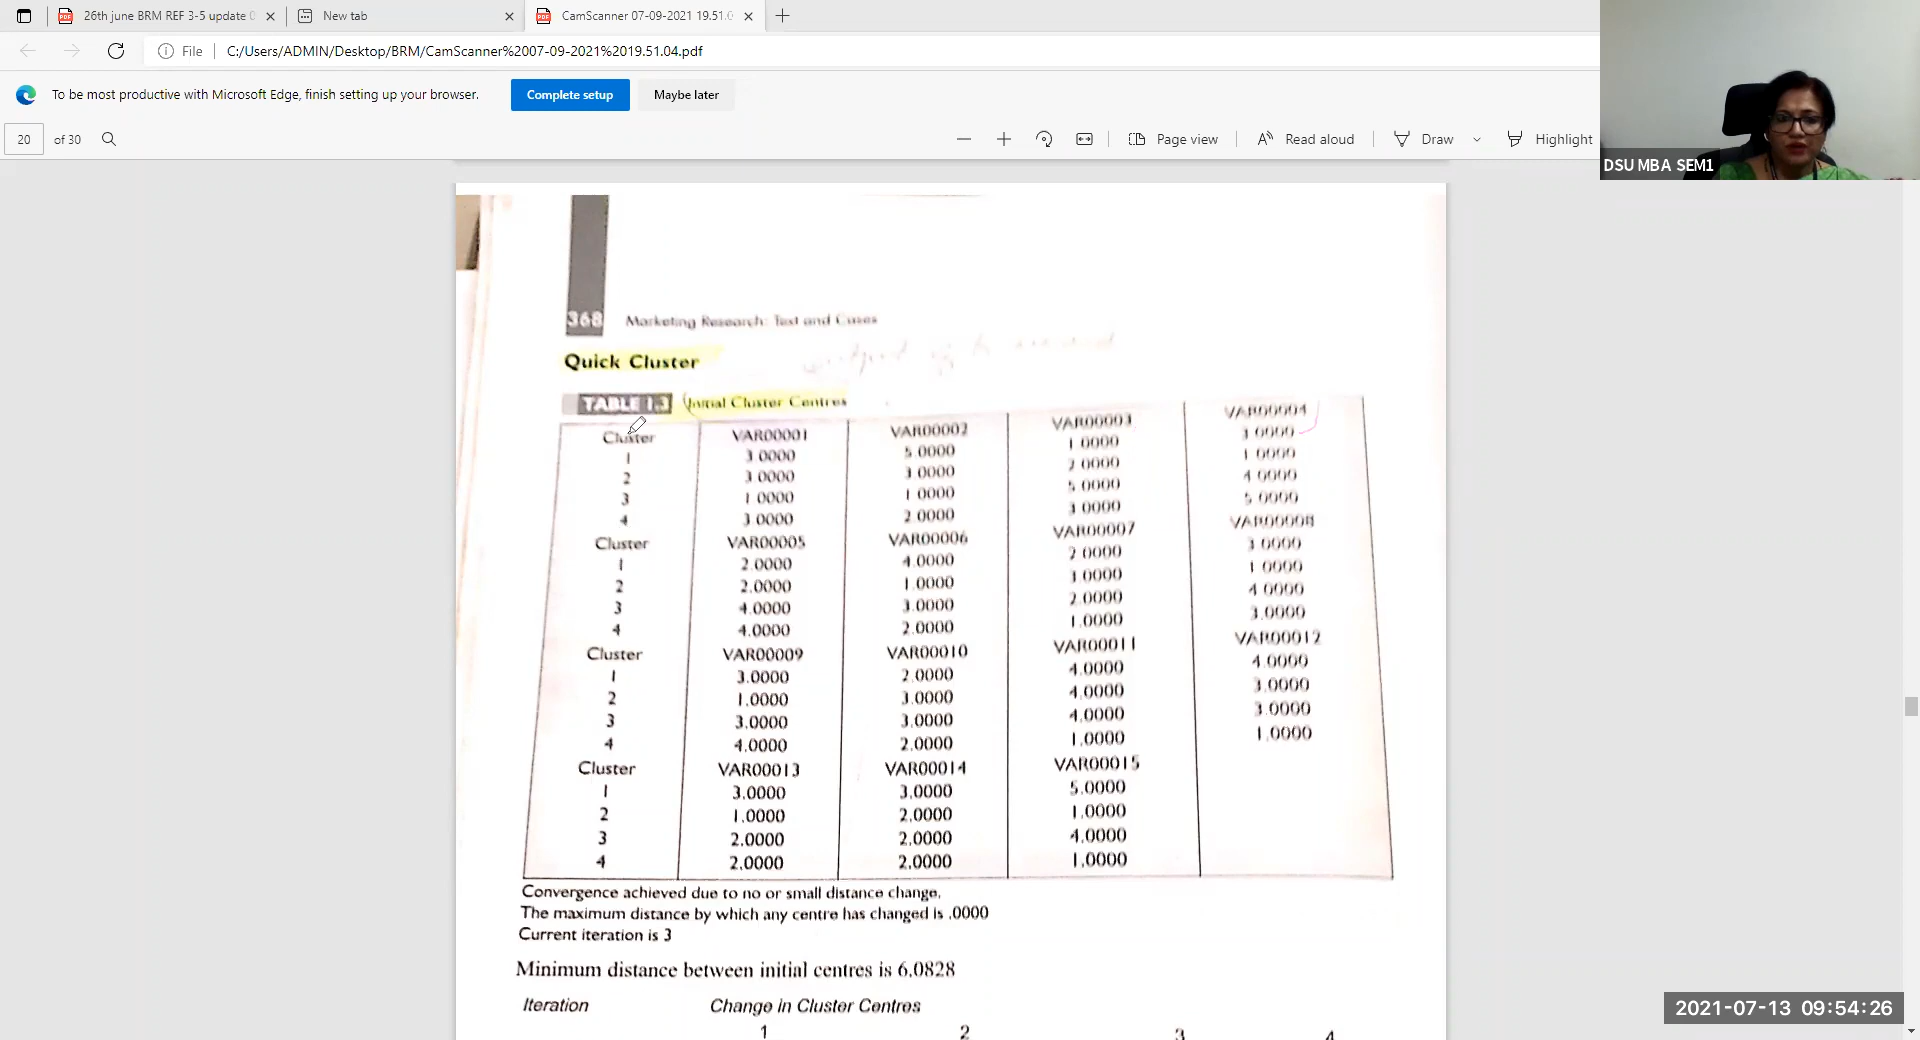 26th june BRM REF 3-5 update 0
New tab
CamScanner 07-09-2021 19.51.0
File
C:/Users/ADMIN/Desktop/BRM/CamScanner%2007-09-2021%2019.51.04.pdf
To be most productive with Microsoft Edge, finish setting up your browser.
Complete setup
Maybe later
20 of 30
Page view
Read aloud
Draw
Highlight
DSU MBA SEM1
368 Marketing Research: Text and Cases
Quick Cluster
TABLE 1.3 Initial Cluster Centres
Cluster VAR00001 VAR00002 VAR00003 VAR00004
1 3.0000 5.0000 1.0000 3.0000
2 3.0000 3.0000 2.0000 1.0000
3 1.0000 1.0000 5.0000 4.0000
4 3.0000 2.0000 3.0000 5.0000
Cluster VAR00005 VAR00006 VAR00007 VAR00008
1 2.0000 4.0000 2.0000 3.0000
2 2.0000 1.0000 3.0000 1.0000
3 4.0000 3.0000 2.0000 4.0000
4 4.0000 2.0000 1.0000 3.0000
Cluster VAR00009 VAR00010 VAR00011 VAR00012
1 3.0000 2.0000 4.0000 4.0000
2 1.0000 3.0000 4.0000 3.0000
3 3.0000 3.0000 4.0000 3.0000
4 4.0000 2.0000 1.0000 1.0000
Cluster VAR00013 VAR00014 VAR00015
1 3.0000 3.0000 5.0000
2 1.0000 2.0000 1.0000
3 2.0000 2.0000 4.0000
4 2.0000 2.0000 1.0000
Convergence achieved due to no or small distance change.
The maximum distance by which any centre has changed is .0000
Current iteration is 3
Minimum distance between initial centres is 6.0828
Iteration Change in Cluster Centres
1 2 3 4
2021-07-13 09:54:26